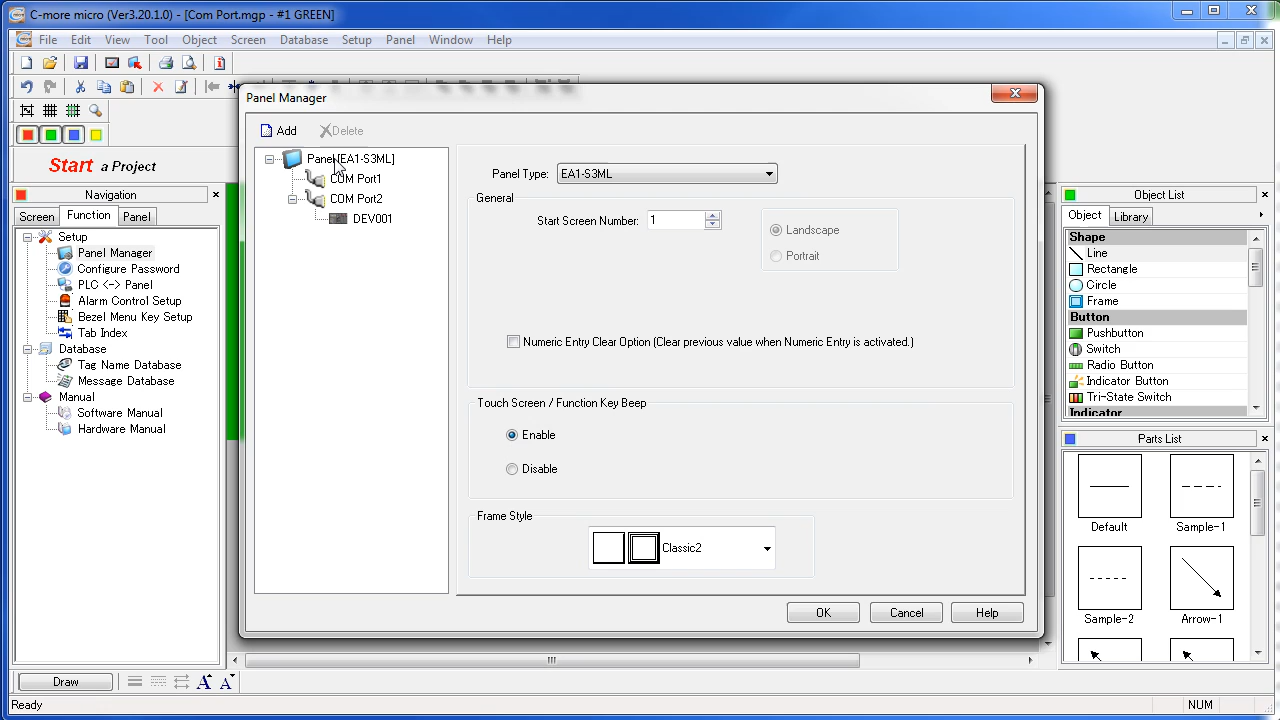 C-more micro (Ver3.20.1.0) - [Com Port.mgp - #1 GREEN]
File Edit View Tool Object Screen Database Setup Panel Window Help
Panel Manager
Add Delete
Start a Project
Panel[EA1-S3ML]
COM Port1
COM Port2
DEV001
Panel Type: EA1-S3ML
General
Start Screen Number: 1
Landscape
Portrait
Numeric Entry Clear Option (Clear previous value when Numeric Entry is activated.)
Touch Screen / Function Key Beep
Enable
Disable
Frame Style
Classic2
OK Cancel Help
Navigation
Screen Function Panel
Setup
Panel Manager
Configure Password
PLC <-> Panel
Alarm Control Setup
Bezel Menu Key Setup
Tab Index
Database
Tag Name Database
Message Database
Manual
Software Manual
Hardware Manual
Object List
Object Library
Shape
Line
Rectangle
Circle
Frame
Button
Pushbutton
Switch
Radio Button
Indicator Button
Tri-State Switch
Indicator
Parts List
Default Sample-1
Sample-2 Arrow-1
Draw
Ready NUM